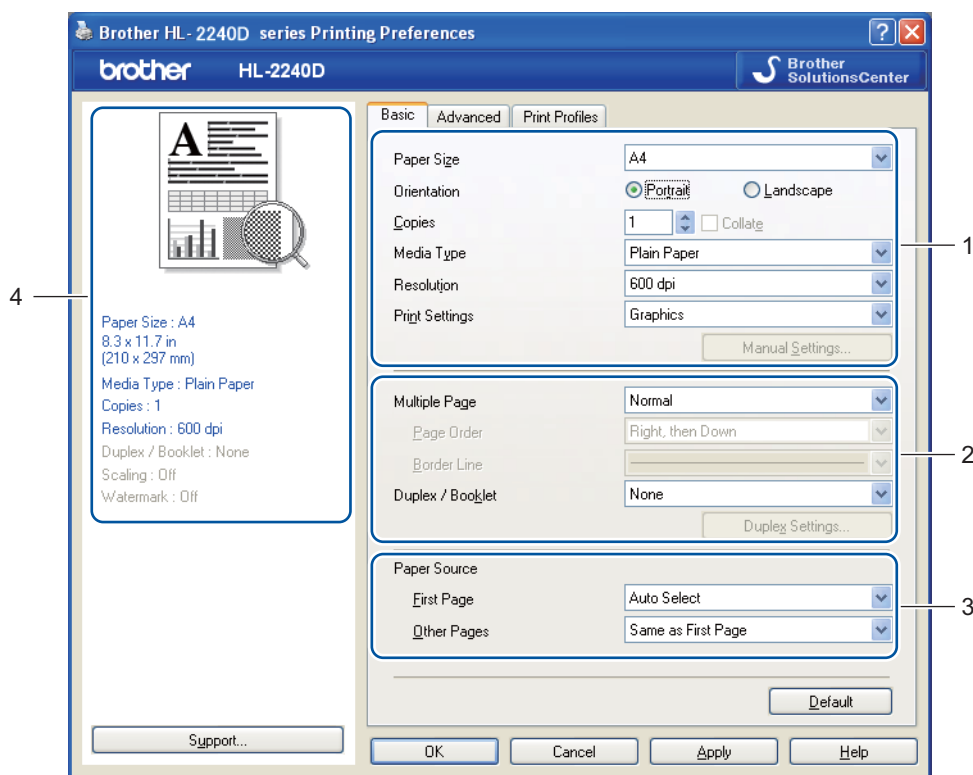 Brother HL- 2240D series Printing Preferences
brother HL-2240D
Brother
SolutionsCenter
Basic Advanced Print Profiles
A
Paper Size A4
Orientation Portrait Landscape
Copies 1 Collate
Media Type Plain Paper
Resolution 600 dpi
Print Settings Graphics
Manual Settings...
1
4
Paper Size : A4
8.3 x 11.7 in
(210 x 297 mm)
Media Type : Plain Paper
Copies : 1
Resolution : 600 dpi
Duplex / Booklet : None
Scaling : Off
Watermark : Off
Multiple Page Normal
Page Order Right, then Down
Border Line
Duplex / Booklet None
Duplex Settings...
2
Paper Source
First Page Auto Select
Other Pages Same as First Page
3
Default
Support...
OK Cancel Apply Help